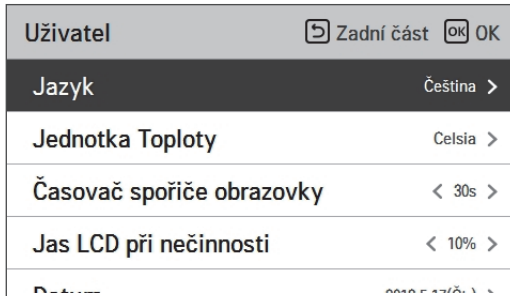 Uživatel Zadní část OK OK
Jazyk Čeština
Jednotka Toploty Celsia
Časovač spořiče obrazovky 30s
Jas LCD při nečinnosti 10%